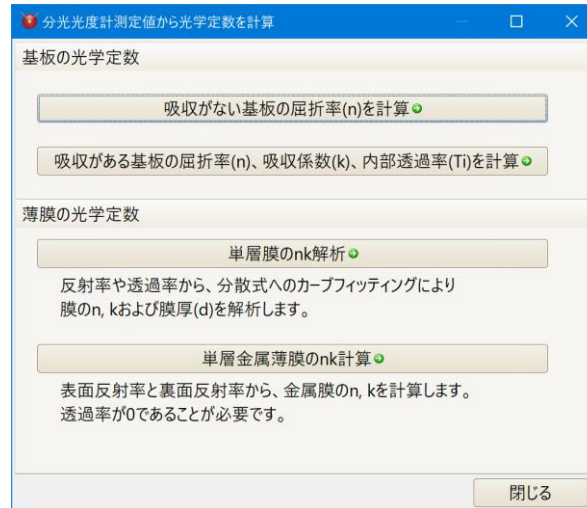 分光光度計測定値から光学定数を計算
基板の光学定数
吸収がない基板の屈折率(n)を計算
吸収がある基板の屈折率(n)、吸収係数(k)、内部透過率(Ti)を計算
薄膜の光学定数
単層膜のnk解析
反射率や透過率から、分散式へのカーブフィッティングにより
膜のn, kおよび膜厚(d)を解析します。
単層金属薄膜のnk計算
表面反射率と裏面反射率から、金属膜のn, kを計算します。
透過率が0であることが必要です。
閉じる